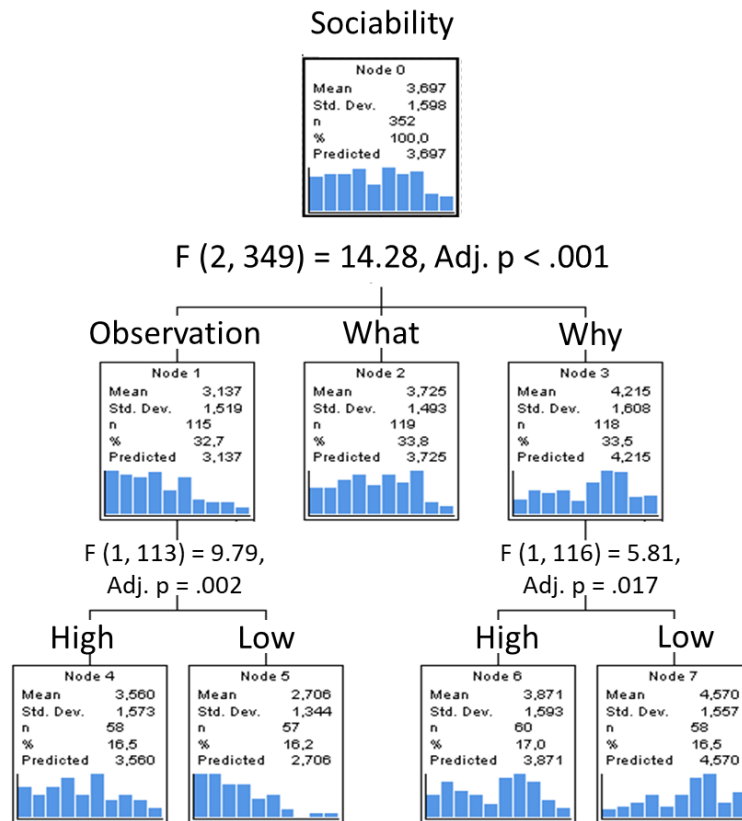 Sociability
Node 0
Mean 3,697
Std. Dev. 1,598
n 352
% 100,0
Predicted 3,697
F (2, 349) = 14.28, Adj. p < .001
Observation
Node 1
Mean 3,137
Std. Dev. 1,519
n 115
% 32,7
Predicted 3,137
What
Node 2
Mean 3,725
Std. Dev. 1,493
n 119
% 33,8
Predicted 3,725
Why
Node 3
Mean 4,215
Std. Dev. 1,608
n 118
% 33,5
Predicted 4,215
F (1, 113) = 9.79,
Adj. p = .002
F (1, 116) = 5.81,
Adj. p = .017
High
Node 4
Mean 3,560
Std. Dev. 1,573
n 58
% 16,5
Predicted 3,560
Low
Node 5
Mean 2,706
Std. Dev. 1,344
n 57
% 16,2
Predicted 2,706
High
Node 6
Mean 3,871
Std. Dev. 1,593
n 60
% 17,0
Predicted 3,871
Low
Node 7
Mean 4,570
Std. Dev. 1,557
n 58
% 16,5
Predicted 4,570